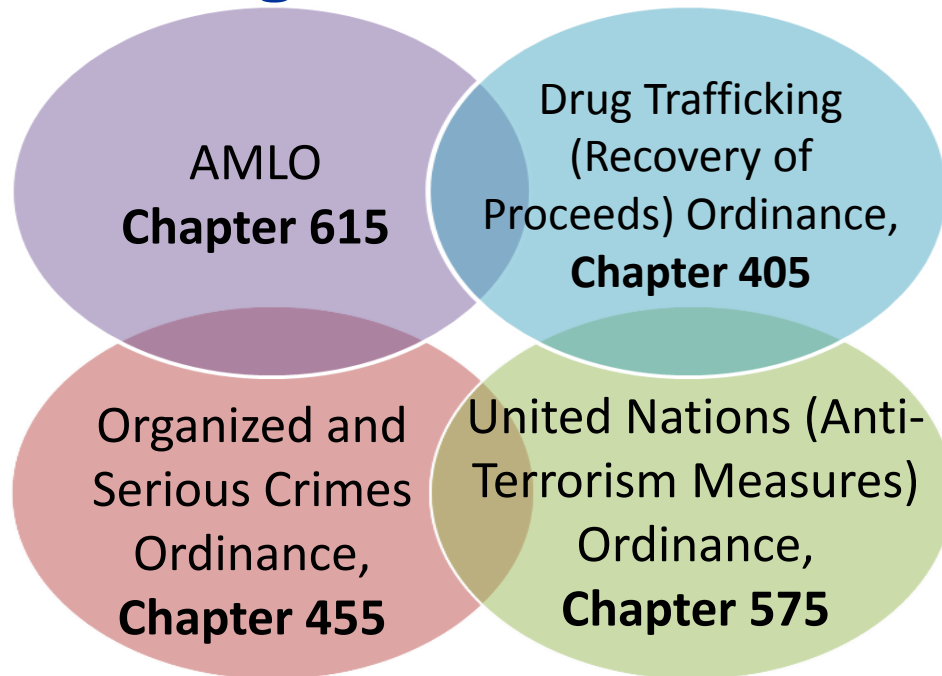 AMLO
Chapter 615
Drug Trafficking
(Recovery of
Proceeds) Ordinance,
Chapter 405
Organized and
Serious Crimes
Ordinance,
Chapter 455
United Nations (Anti-
Terrorism Measures)
Ordinance,
Chapter 575